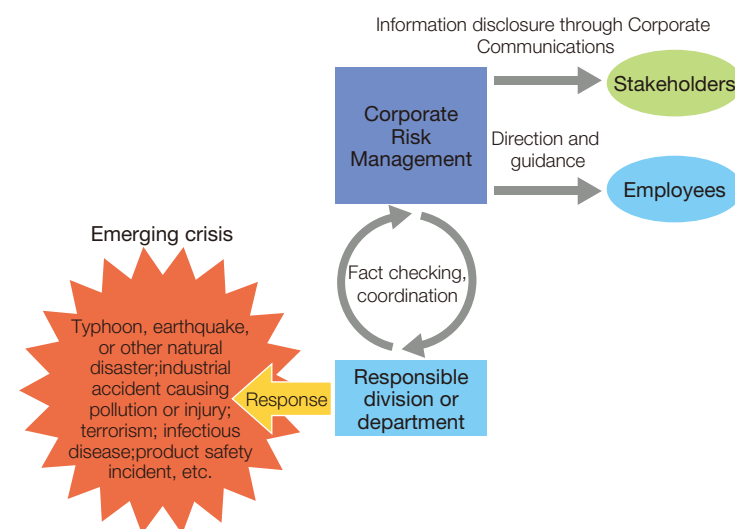 Information disclosure through Corporate
Communications
Stakeholders
Corporate
Risk
Management
Direction and
guidance
Employees
Emerging crisis
Fact checking,
coordination
Typhoon, earthquake,
or other natural
disaster;industrial
accident causing
pollution or injury;
terrorism; infectious
disease;product safety
incident, etc.
Response
Responsible
division or
department